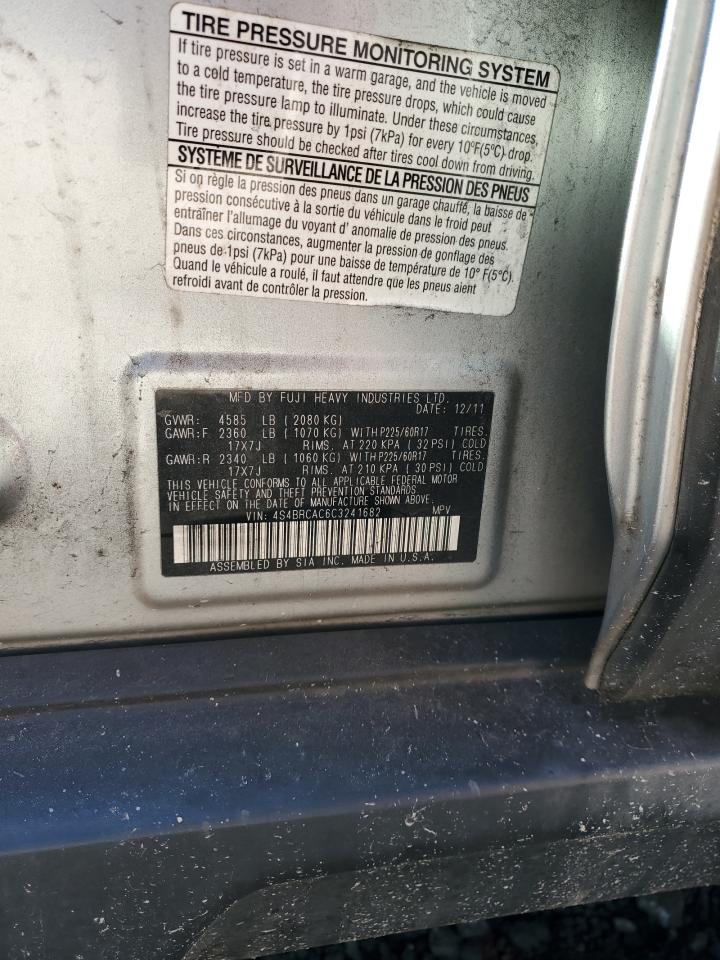 TIRE PRESSURE MONITORING SYSTEM
If tire pressure is set in a warm garage, and the vehicle is moved
to a cold temperature, the tire pressure drops, which could cause
the tire pressure lamp to illuminate. Under these circumstances,
increase the tire pressure by 1psi (7kPa) for every 10°F(5°C) drop.
Tire pressure should be checked after tires cool down from driving.
SYSTÈME DE SURVEILLANCE DE LA PRESSION DES PNEUS
Si on règle la pression des pneus dans un garage chauffé, la baisse de
pression consécutive à la sortie du véhicule dans le froid peut
entraîner l'allumage du voyant d' anomalie de pression des pneus.
Dans ces circonstances, augmenter la pression de gonflage des
pneus de 1psi (7kPa) pour une baisse de température de 10° F(5°C).
Quand le véhicule a roulé, il faut attendre que les pneus aient
refroidi avant de contrôler la pression.
MFD BY FUJI HEAVY INDUSTRIES LTD.
DATE: 12/11
GVWR: 4585 LB ( 2080 KG)
GAWR:F 2360 LB ( 1070 KG) WITH P225/60R17 TIRES,
17X7J RIMS, AT 220 KPA ( 32 PSI) COLD
GAWR:R 2340 LB ( 1060 KG) WITH P225/60R17 TIRES,
17X7J RIMS, AT 210 KPA ( 30 PSI) COLD
THIS VEHICLE CONFORMS TO ALL APPLICABLE FEDERAL MOTOR
VEHICLE SAFETY AND THEFT PREVENTION STANDARDS
IN EFFECT ON THE DATE OF MANUFACTURE SHOWN ABOVE.
VIN: 4S4BRCAC6C3241682 MPV
ASSEMBLED BY SIA INC. MADE IN U.S.A.